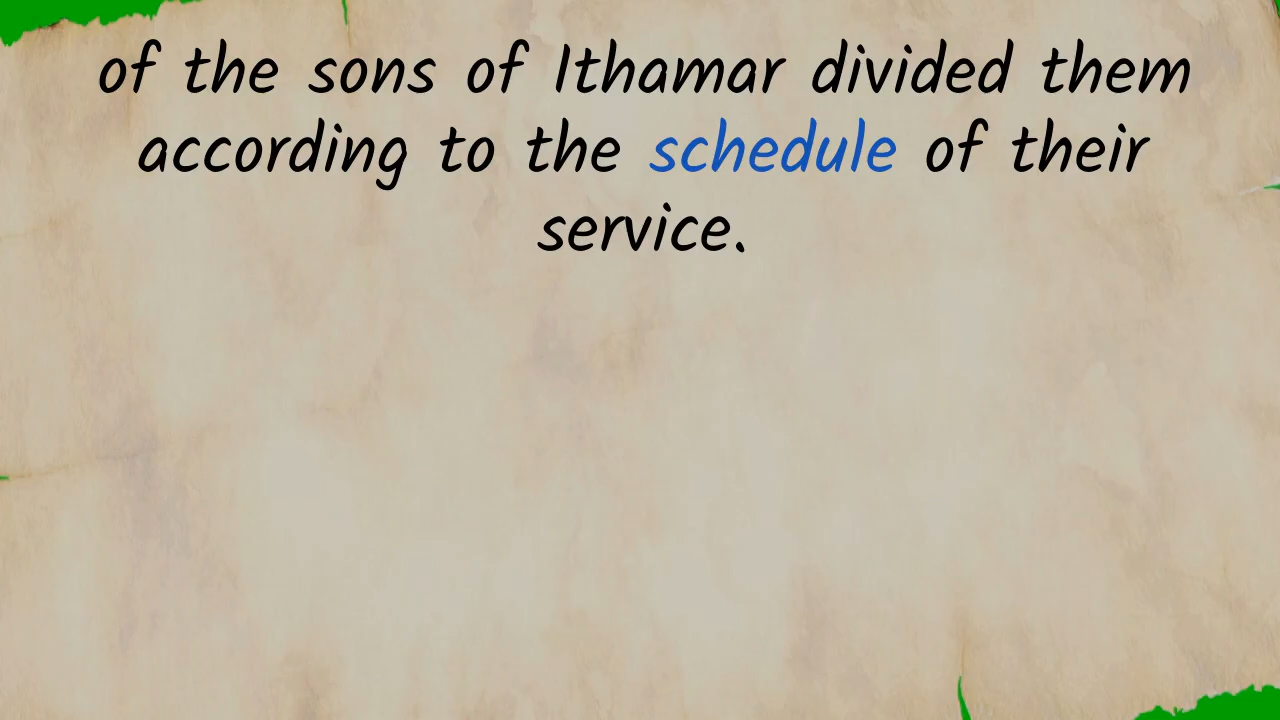 of the sons of Ithamar divided them
according to the schedule of their
service.